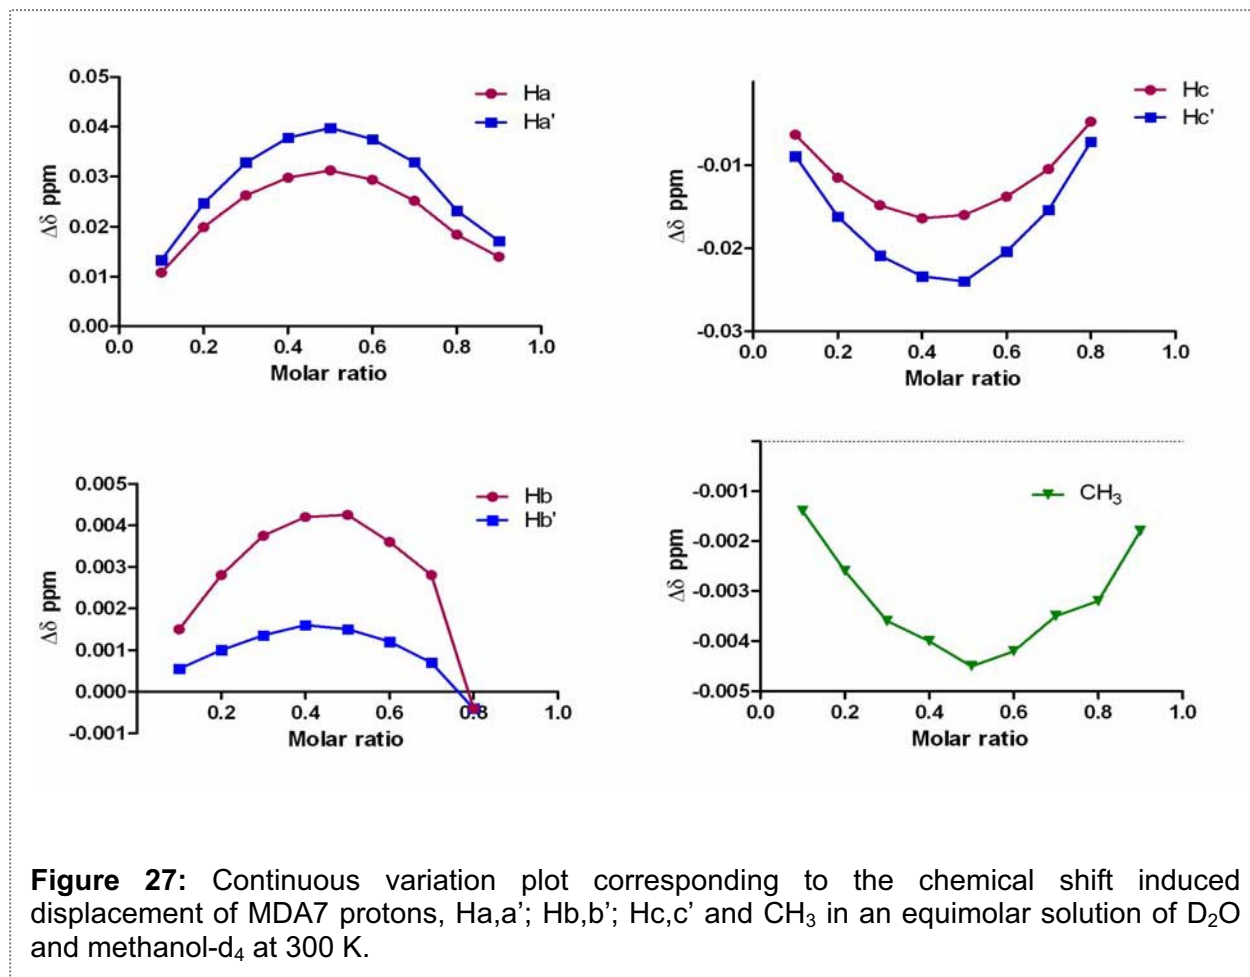 0.05
0.04
0.03
0.02
0.01
0.00
Δδ ppm
0.0 0.2 0.4 0.6 0.8 1.0
Molar ratio
Ha
Ha'
-0.01
-0.02
-0.03
Δδ ppm
0.0 0.2 0.4 0.6 0.8 1.0
Molar ratio
Hc
Hc'
0.005
0.004
0.003
0.002
0.001
0.000
-0.001
Δδ ppm
0.2 0.4 0.6 0.8 1.0
Molar ratio
Hb
Hb'
-0.001
-0.002
-0.003
-0.004
-0.005
Δδ ppm
0.0 0.2 0.4 0.6 0.8 1.0
Molar ratio
CH₃
Figure 27: Continuous variation plot corresponding to the chemical shift induced
displacement of MDA7 protons, Ha,a’; Hb,b’; Hc,c’ and CH₃ in an equimolar solution of D₂O
and methanol-d₄ at 300 K.